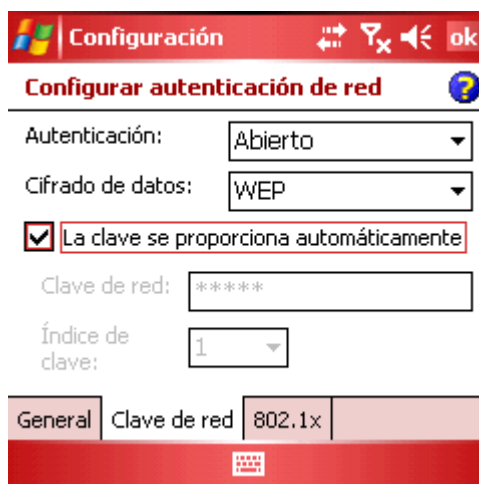 Configuración ok
Configurar autenticación de red ?
Autenticación: Abierto
Cifrado de datos: WEP
La clave se proporciona automáticamente
Clave de red: *****
Índice de
clave: 1
General Clave de red 802.1x